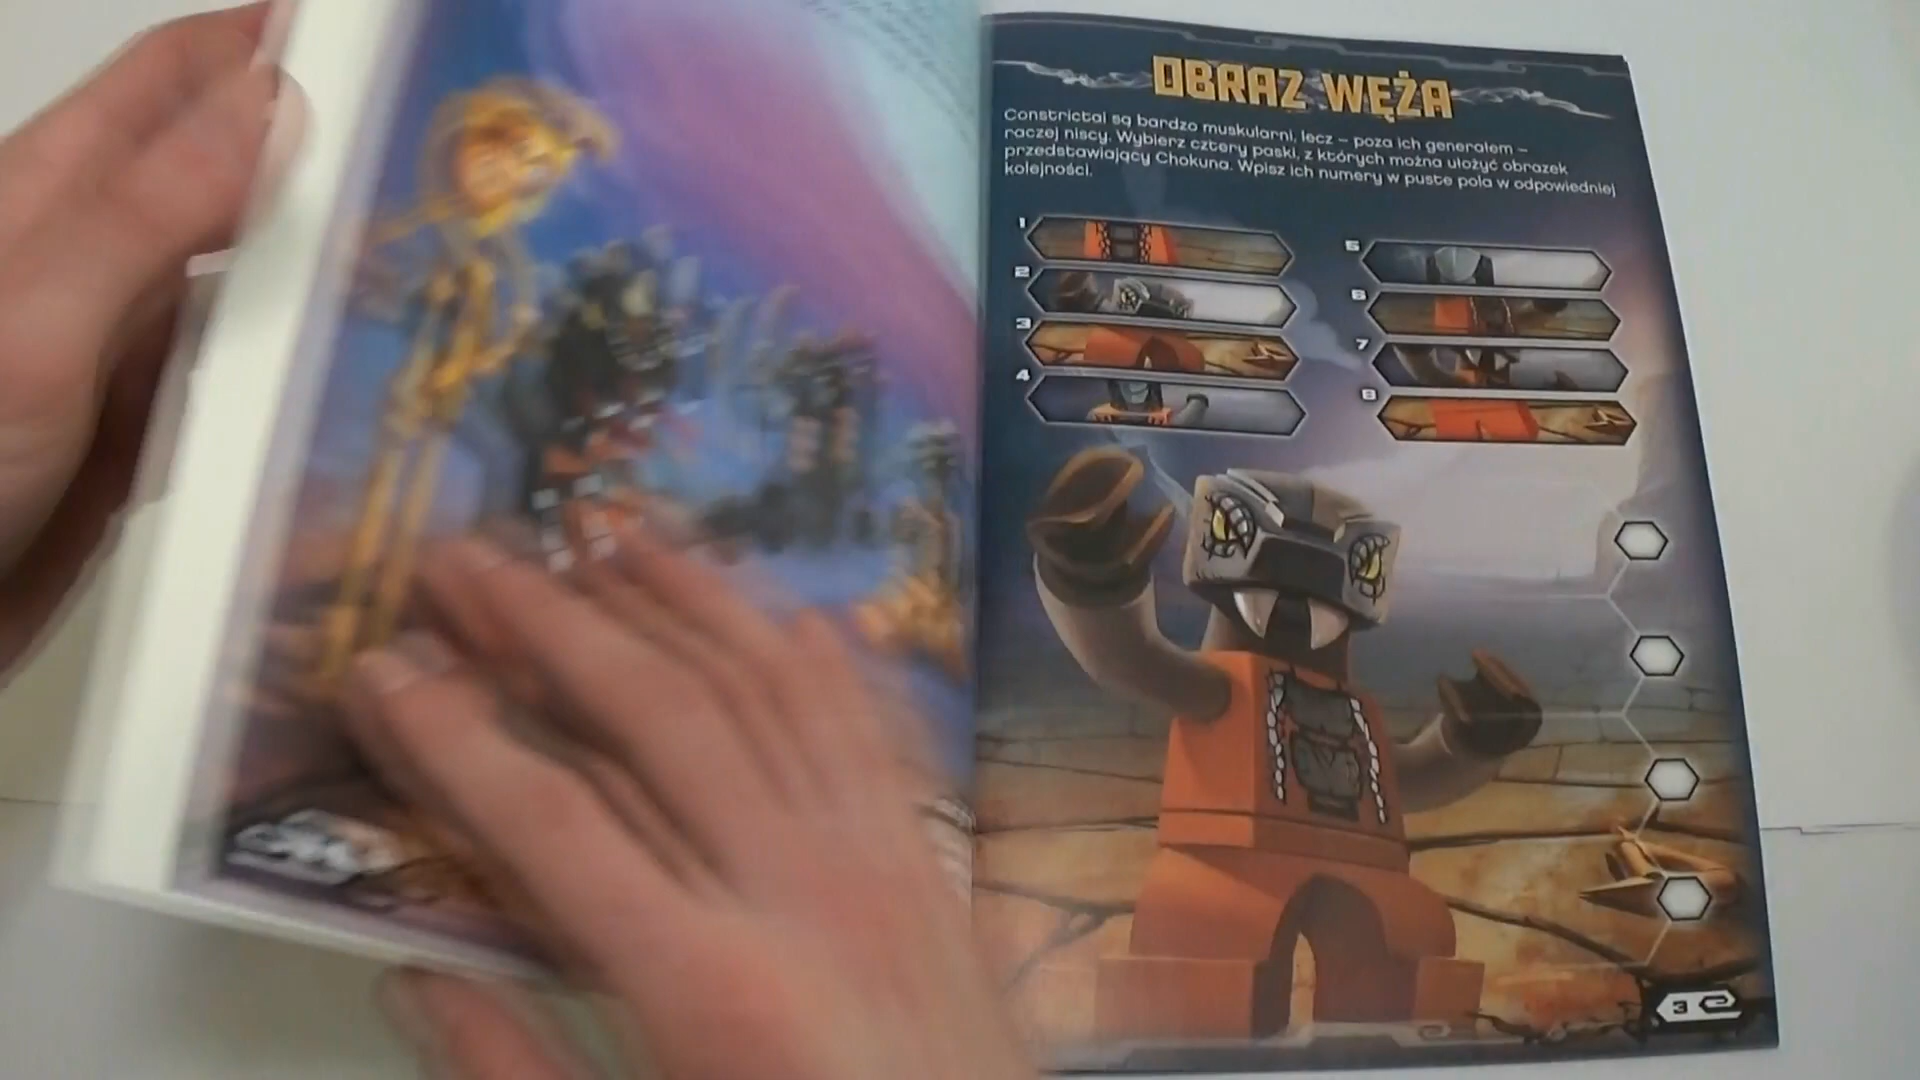 OBRAZ WĘŻA
Constrictai są bardzo muskularni, lecz – poza ich generałem –
raczej niscy. Wybierz cztery paski, z których można ułożyć obrazek
przedstawiający Chokuna. Wpisz ich numery w puste pola w odpowiedniej
kolejności.
1
5
2
6
3
7
4
8
3